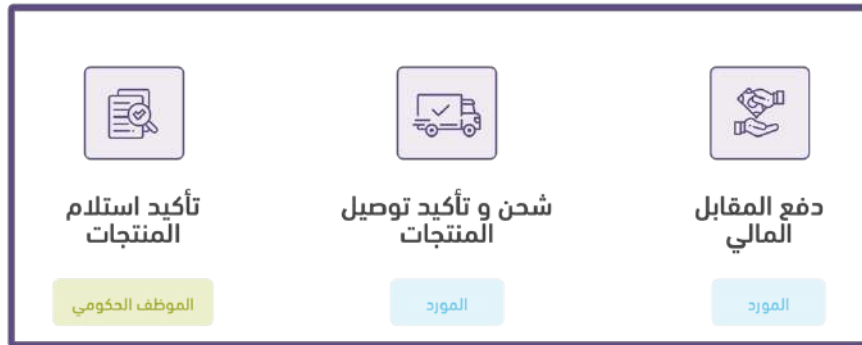 دفع المقابل
المالي
المورد
شحن و تأكيد توصيل
المنتجات
المورد
تأكيد استلام
المنتجات
الموظف الحكومي